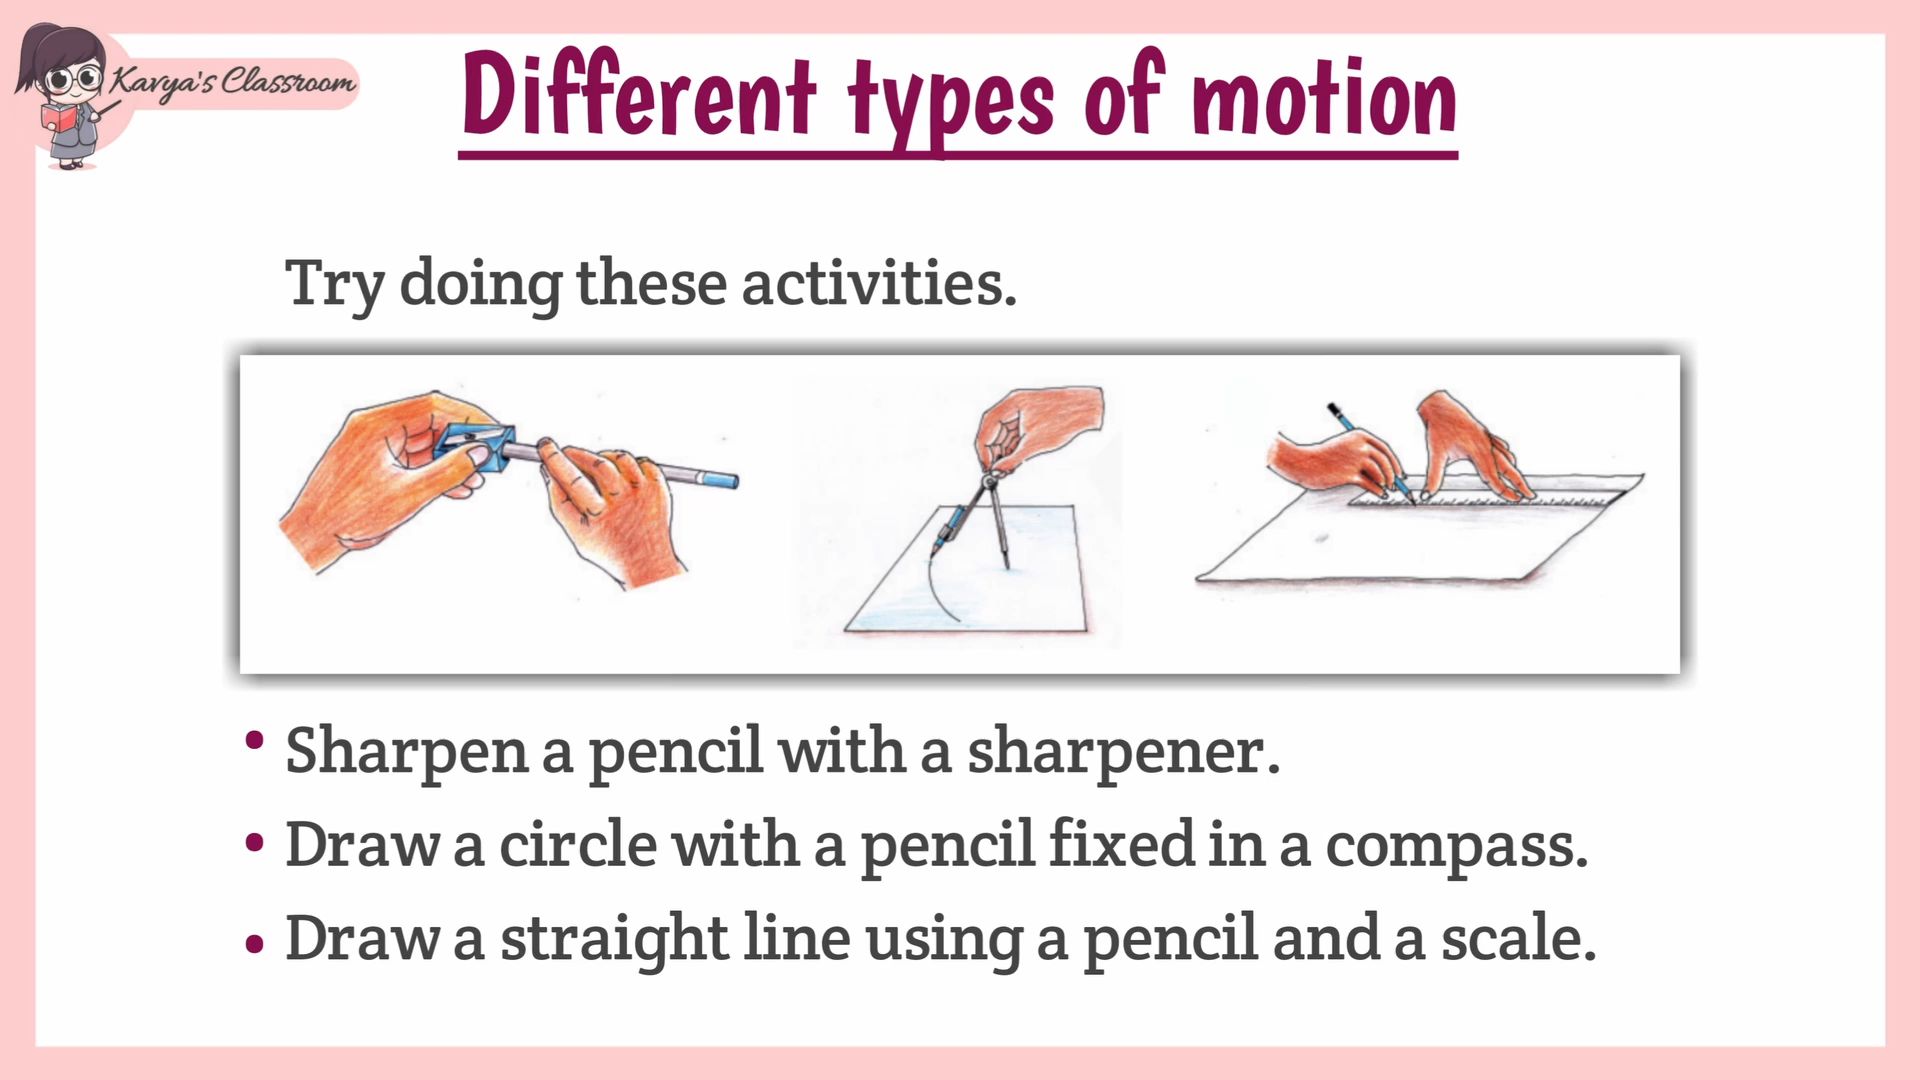 Kavya's Classroom
Different types of motion
Try doing these activities.
• Sharpen a pencil with a sharpener.
• Draw a circle with a pencil fixed in a compass.
• Draw a straight line using a pencil and a scale.